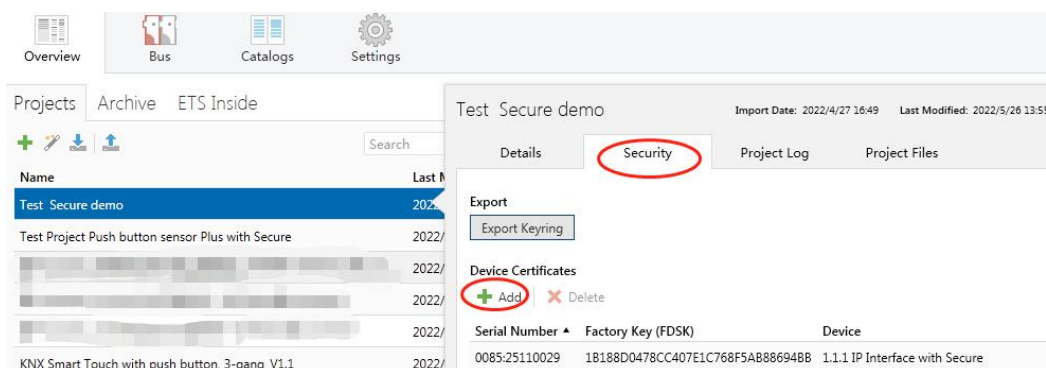 Overview Bus Catalogs Settings
Projects Archive ETS Inside
Search
Name Last
Test Secure demo 202
Test Project Push button sensor Plus with Secure 2022/
2022/
2022/
2022/
KNX Smart Touch with push button, 3-gang V1.1 2022/
Test Secure demo Import Date: 2022/4/27 16:49 Last Modified: 2022/5/26 13:55
Details Security Project Log Project Files
Export
Export Keyring
Device Certificates
Add Delete
Serial Number Factory Key (FDSK) Device
0085:25110029 1B188D0478CC407E1C768F5AB88694BB 1.1.1 IP Interface with Secure